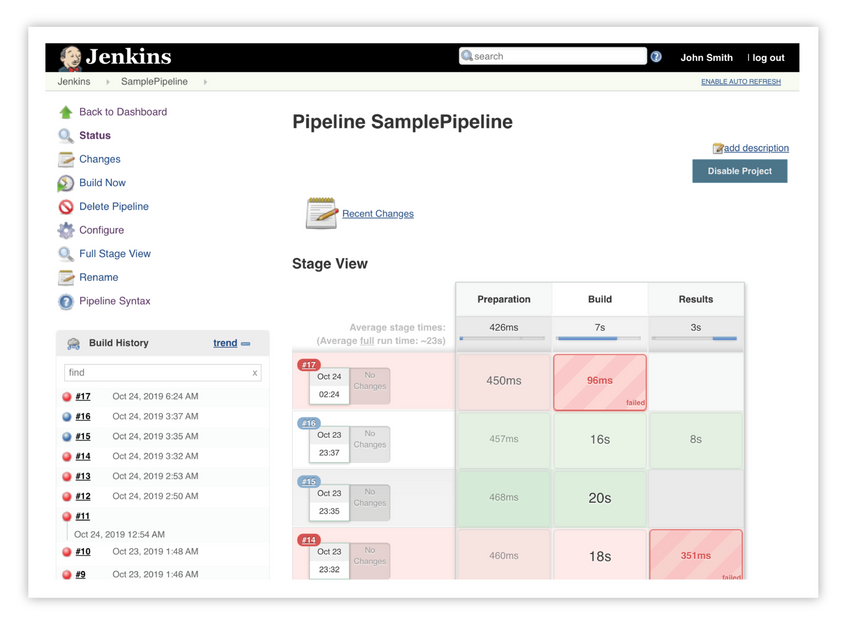 Jenkins
search
John Smith
log out
Jenkins
SamplePipeline
ENABLE AUTO REFRESH
Back to Dashboard
Status
Changes
Build Now
Delete Pipeline
Configure
Full Stage View
Rename
Pipeline Syntax
Build History
trend
find
x
#17 Oct 24, 2019 6:24 AM
#16 Oct 24, 2019 3:37 AM
#15 Oct 24, 2019 3:35 AM
#14 Oct 24, 2019 3:32 AM
#13 Oct 24, 2019 2:53 AM
#12 Oct 24, 2019 2:50 AM
#11
Oct 24, 2019 12:54 AM
#10 Oct 23, 2019 1:48 AM
#9 Oct 23, 2019 1:46 AM
Pipeline SamplePipeline
add description
Disable Project
Recent Changes
Stage View
Preparation Build Results
Average stage times:
(Average full run time: ~23s)
426ms 7s 3s
#17
Oct 24
02:24
No
Changes
450ms
96ms
failed
#16
Oct 23
23:37
No
Changes
457ms
16s
8s
#15
Oct 23
23:35
No
Changes
468ms
20s
#14
Oct 23
23:32
No
Changes
460ms
18s
351ms
failed